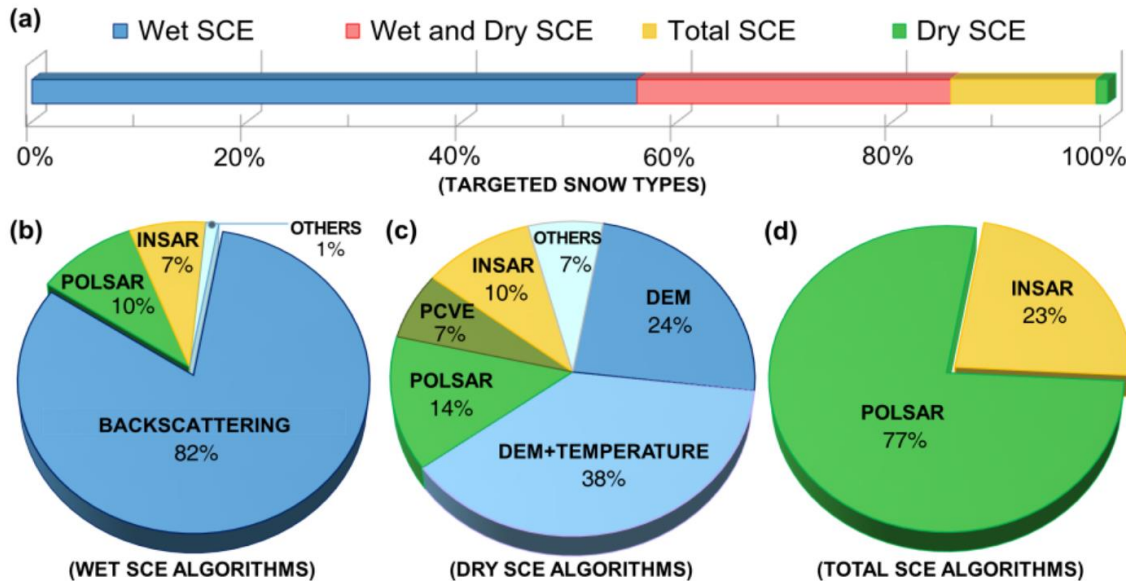 (a)
Wet SCE Wet and Dry SCE Total SCE Dry SCE
0% 20% 40% 60% 80% 100%
(TARGETED SNOW TYPES)
(b)
OTHERS
1%
INSAR
7%
POLSAR
10%
BACKSCATTERING
82%
(WET SCE ALGORITHMS)
(c)
OTHERS
7%
INSAR
10%
DEM
24%
PCVE
7%
POLSAR
14%
DEM+TEMPERATURE
38%
(DRY SCE ALGORITHMS)
(d)
INSAR
23%
POLSAR
77%
(TOTAL SCE ALGORITHMS)